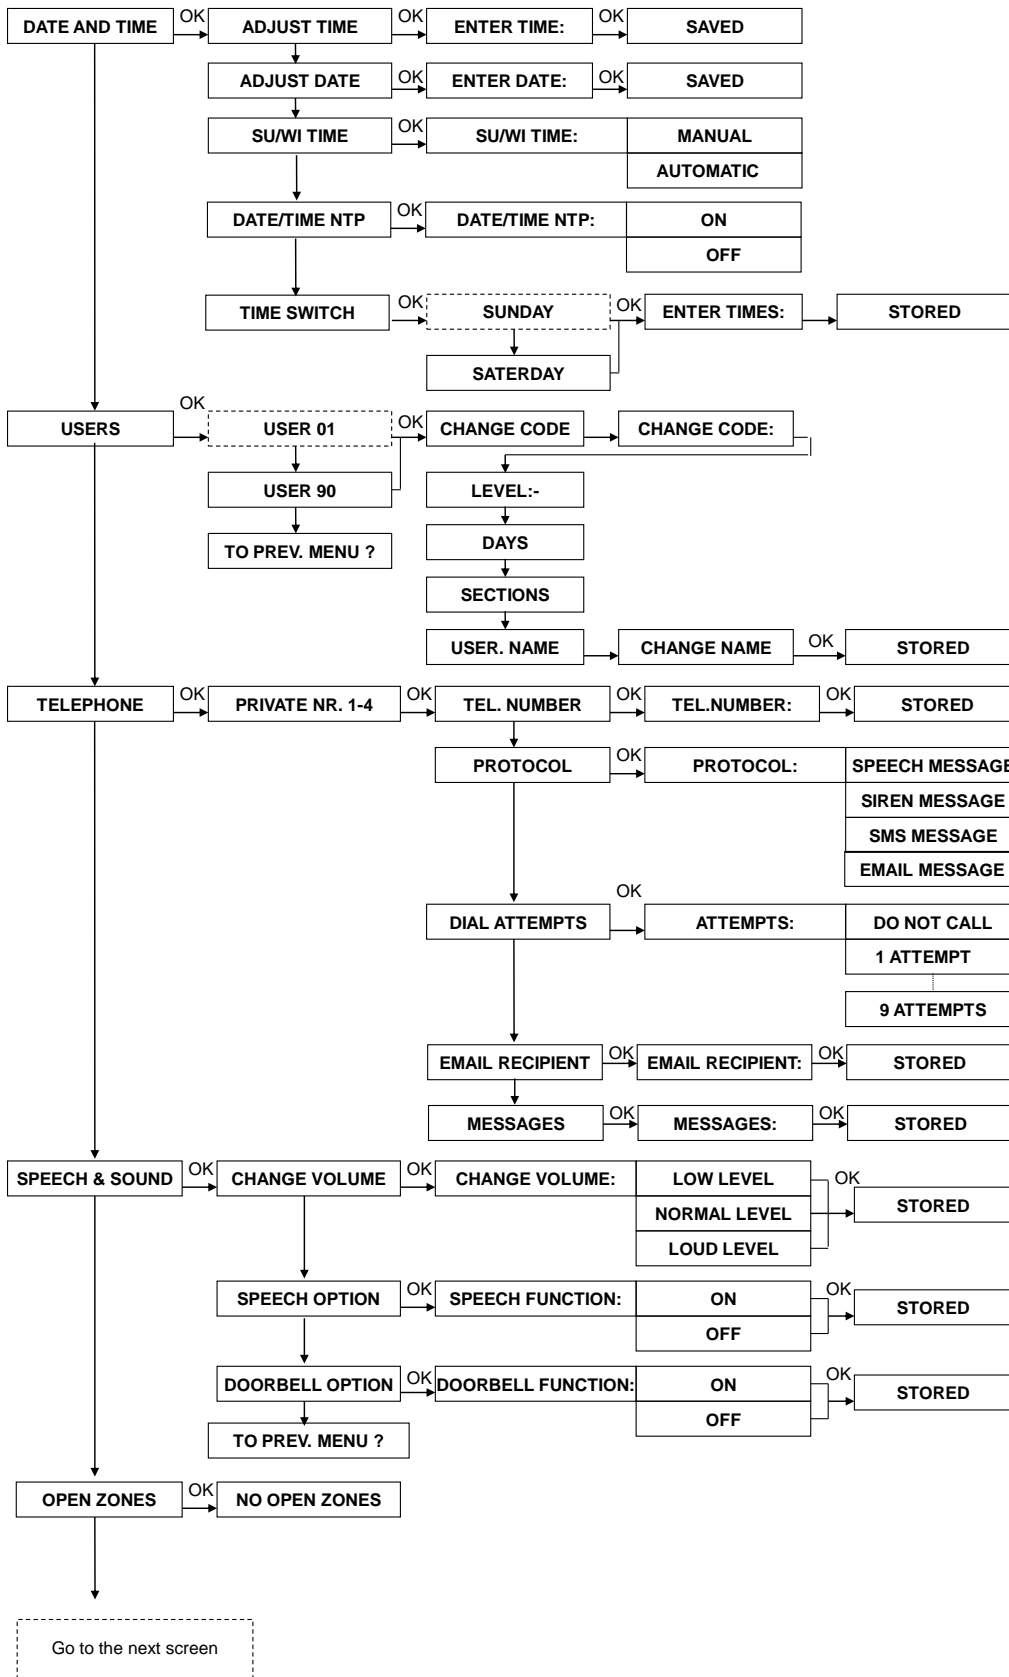 DATE AND TIME OK ADJUST TIME OK ENTER TIME: OK SAVED
ADJUST DATE OK ENTER DATE: OK SAVED
SU/WI TIME OK SU/WI TIME: MANUAL
AUTOMATIC
DATE/TIME NTP OK DATE/TIME NTP: ON
OFF
TIME SWITCH OK SUNDAY OK ENTER TIMES: STORED
SATERDAY
USERS OK USER 01 OK CHANGE CODE CHANGE CODE:
USER 90 LEVEL:-
TO PREV. MENU ? DAYS
SECTIONS
USER. NAME CHANGE NAME OK STORED
TELEPHONE OK PRIVATE NR. 1-4 OK TEL. NUMBER OK TEL.NUMBER: OK STORED
PROTOCOL OK PROTOCOL: SPEECH MESSAGE
SIREN MESSAGE
SMS MESSAGE
EMAIL MESSAGE
DIAL ATTEMPTS OK ATTEMPTS: DO NOT CALL
1 ATTEMPT
9 ATTEMPTS
EMAIL RECIPIENT OK EMAIL RECIPIENT: OK STORED
MESSAGES OK MESSAGES: OK STORED
SPEECH & SOUND OK CHANGE VOLUME OK CHANGE VOLUME: LOW LEVEL OK STORED
NORMAL LEVEL
LOUD LEVEL
SPEECH OPTION OK SPEECH FUNCTION: ON OK STORED
OFF
DOORBELL OPTION OK DOORBELL FUNCTION: ON OK STORED
OFF
TO PREV. MENU ?
OPEN ZONES OK NO OPEN ZONES
Go to the next screen